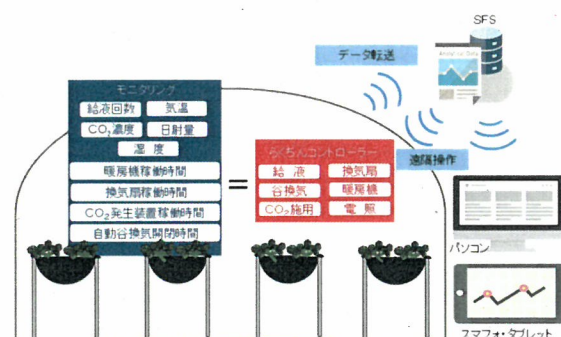 SFS
データ転送
モニタリング
給液回数 気温
CO₂濃度 日射量
湿度
暖房機稼働時間
換気扇稼働時間
CO₂発生装置稼働時間
自動谷換気開閉時間
=
らくちんコントローラー
給液 換気扇
谷換気 暖房機
CO₂施用 電照
遠隔操作
パソコン
スマフォ・タブレット